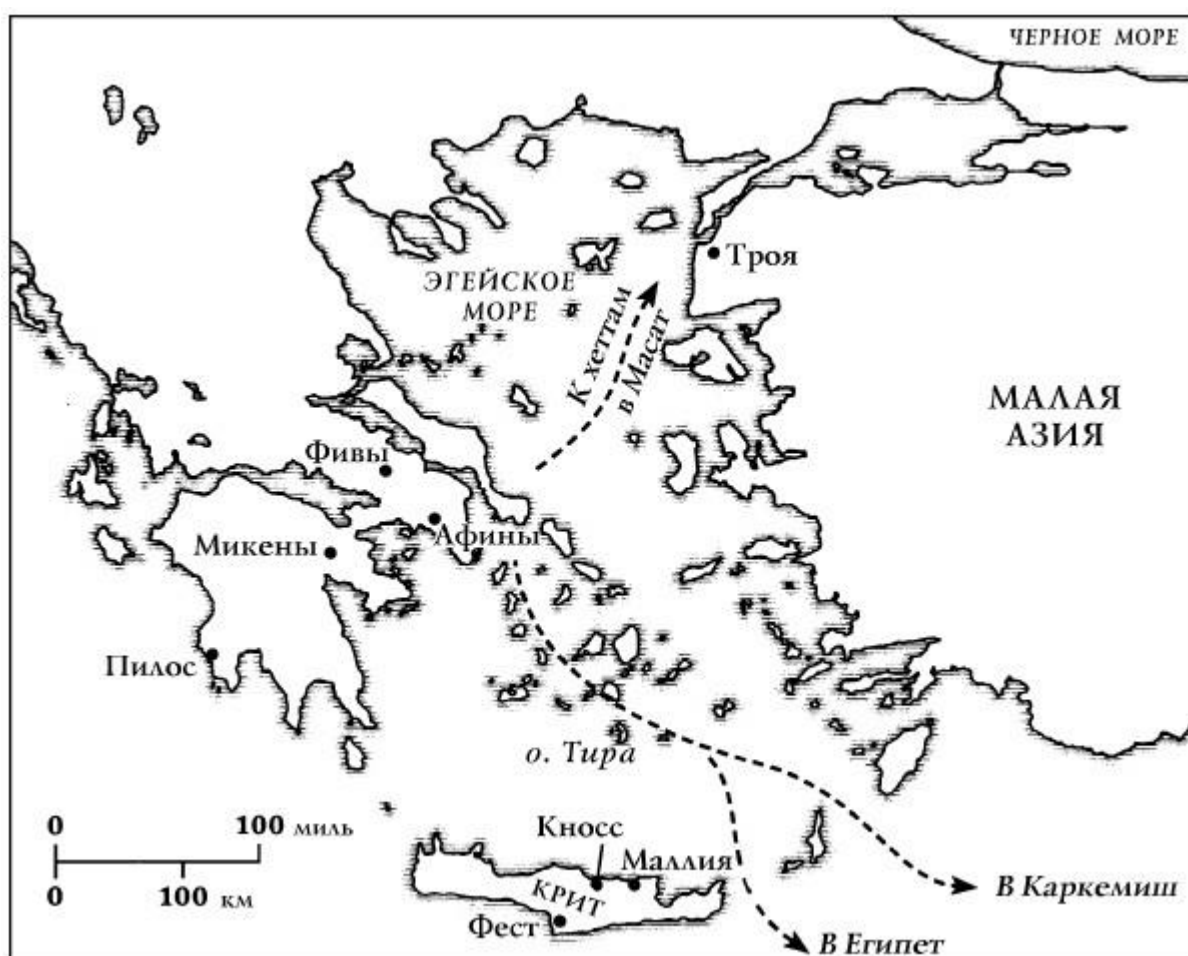 ЧЕРНОЕ МОРЕ
Троя
ЭГЕЙСКОЕ
МОРЕ
К хеттам
в Масат
МАЛАЯ
АЗИЯ
Фивы
Афины
Микены
Пилос
о. Тира
0 100 миль
0 100 км
Кносс
Маллия
КРИТ
Фест
В Каркемиш
В Египет